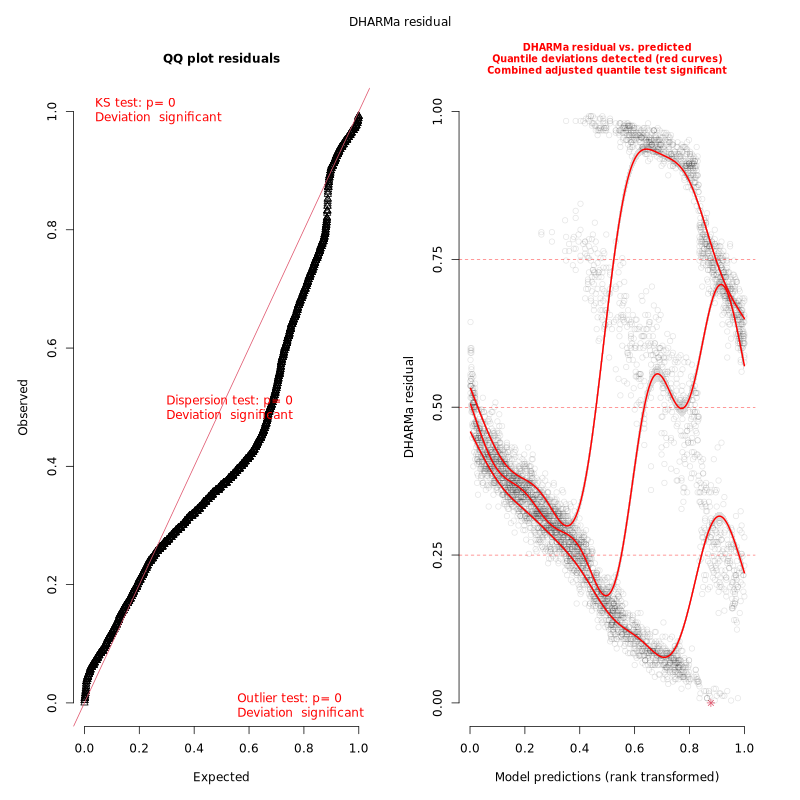 DHARMa residual
QQ plot residuals
KS test: p= 0
Deviation  significant
Dispersion test: p= 0
Deviation  significant
Outlier test: p= 0
Deviation  significant
Observed
0.0
0.2
0.4
0.6
0.8
1.0
0.0
0.2
0.4
0.6
0.8
1.0
Expected
DHARMa residual vs. predicted
Quantile deviations detected (red curves)
Combined adjusted quantile test significant
DHARMa residual
0.00
0.25
0.50
0.75
1.00
0.0
0.2
0.4
0.6
0.8
1.0
Model predictions (rank transformed)